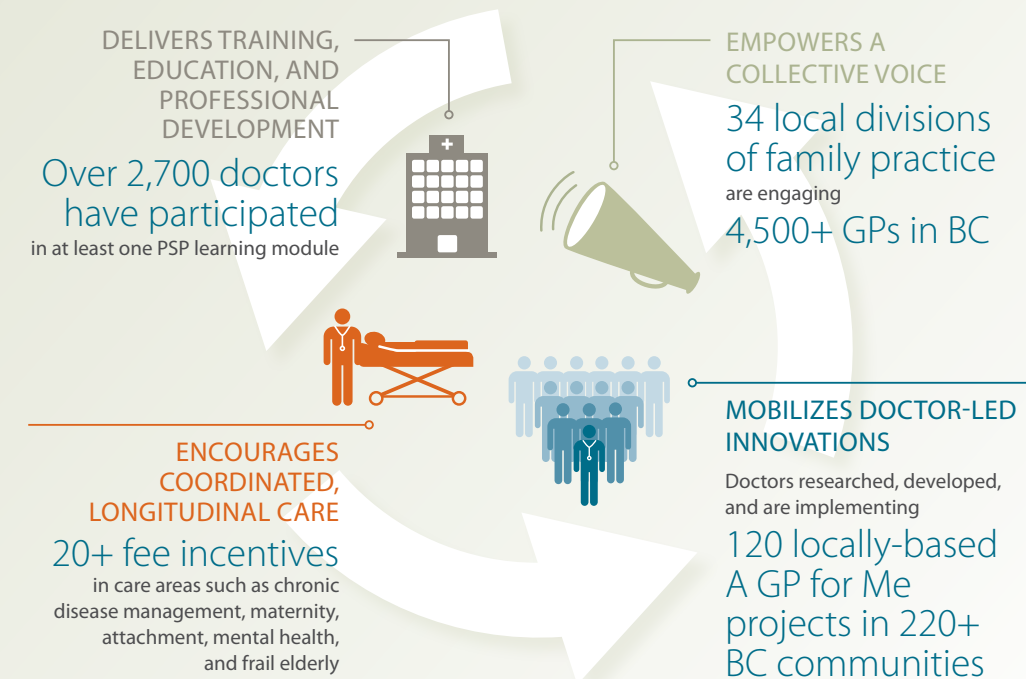 DELIVERS TRAINING,
EDUCATION, AND
PROFESSIONAL
DEVELOPMENT
Over 2,700 doctors
have participated
in at least one PSP learning module
EMPOWERS A
COLLECTIVE VOICE
34 local divisions
of family practice
are engaging
4,500+ GPs in BC
ENCOURAGES
COORDINATED,
LONGITUDINAL CARE
20+ fee incentives
in care areas such as chronic
disease management, maternity,
attachment, mental health,
and frail elderly
MOBILIZES DOCTOR-LED
INNOVATIONS
Doctors researched, developed,
and are implementing
120 locally-based
A GP for Me
projects in 220+
BC communities